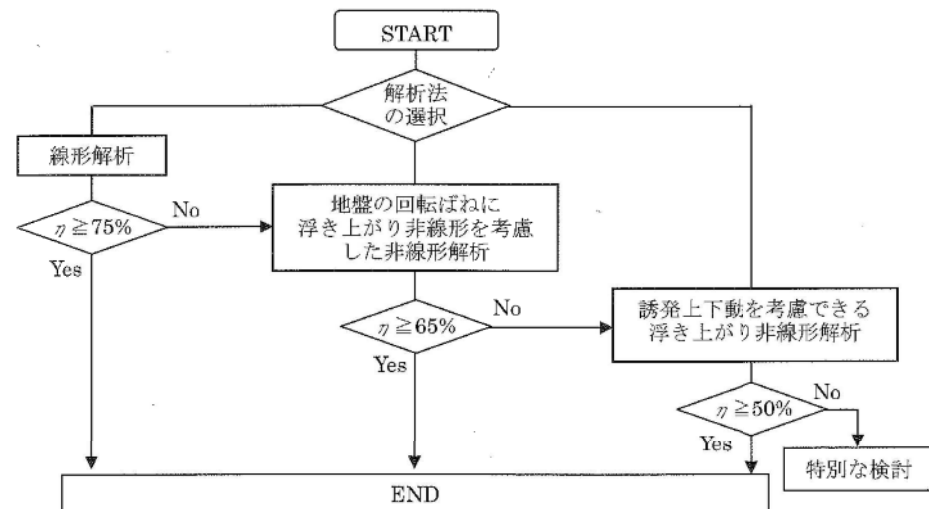 START
解析法
の選択
線形解析
η≧75%
No
Yes
地盤の回転ばねに
浮き上がり非線形を考慮
した非線形解析
η≧65%
No
Yes
誘発上下動を考慮できる
浮き上がり非線形解析
η≧50%
No
Yes
特別な検討
END